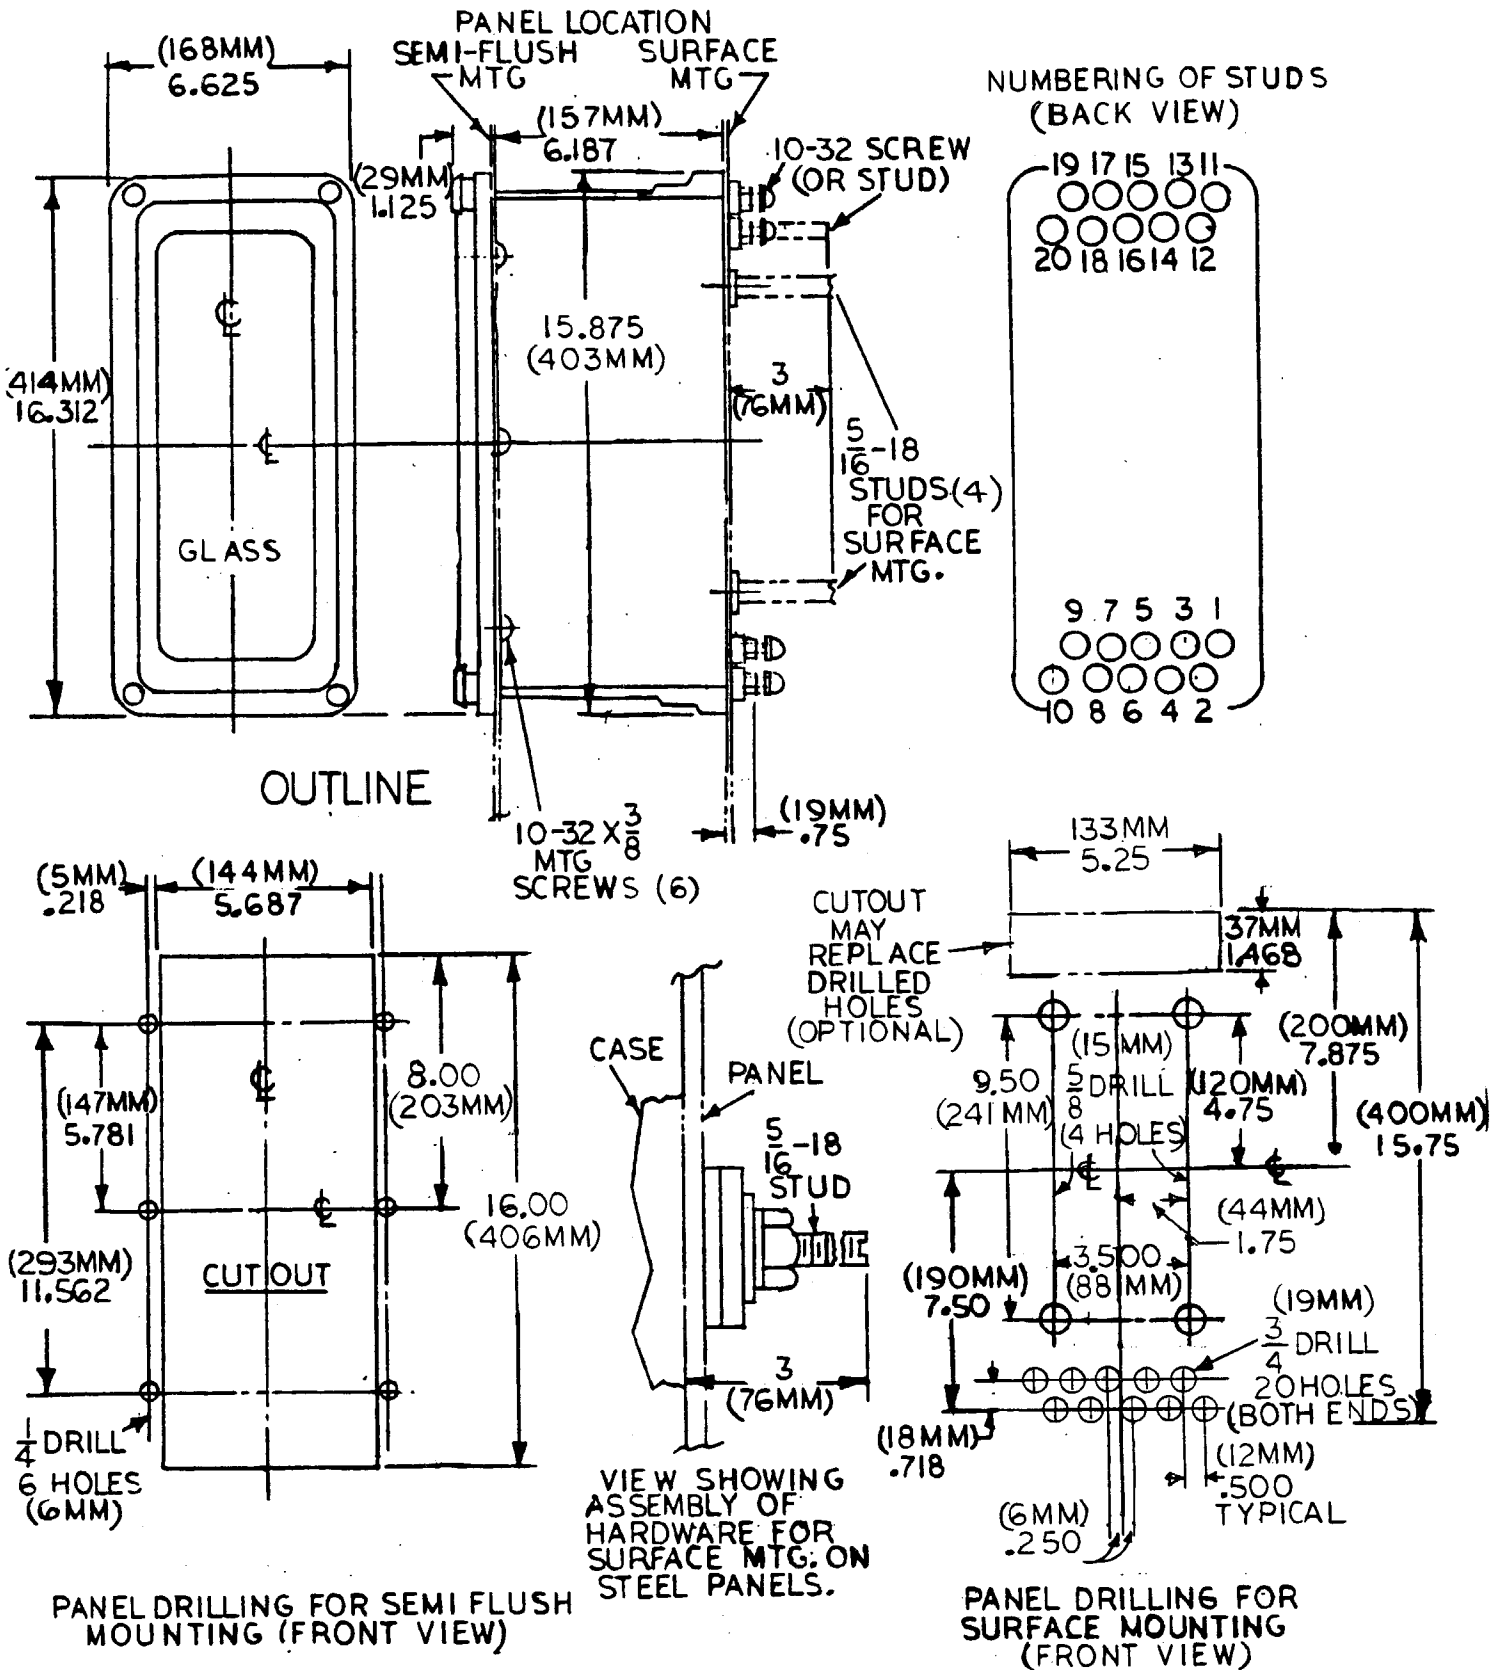 PANEL LOCATION
SEMI-FLUSH
MTG
SURFACE
MTG
(168MM)
6.625
(157MM)
6.187
(29MM)
1.125
10-32 SCREW
(OR STUD)
15.875
(403MM)
(414MM)
16.312
3
(76MM)
5/16-18
STUDS(4)
FOR
SURFACE
MTG.
GLASS
OUTLINE
10-32 X 3/8
MTG
SCREWS (6)
(19MM)
.75
NUMBERING OF STUDS
(BACK VIEW)
19 17 15 13 11
20 18 16 14 12
9 7 5 3 1
10 8 6 4 2
(5MM)
.218
(144MM)
5.687
(147MM)
5.781
8.00
(203MM)
16.00
(406MM)
(293MM)
11.562
CUTOUT
1/4 DRILL
6 HOLES
(6MM)
PANEL DRILLING FOR SEMI FLUSH
MOUNTING (FRONT VIEW)
CASE
PANEL
5/16-18
STUD
3
(76MM)
VIEW SHOWING
ASSEMBLY OF
HARDWARE FOR
SURFACE MTG. ON
STEEL PANELS.
133MM
5.25
CUTOUT
MAY
REPLACE
DRILLED
HOLES
(OPTIONAL)
37MM
1.468
(200MM)
7.875
(400MM)
15.75
(15MM)
5/8 DRILL
(4 HOLES)
9.50
(241MM)
(120MM)
4.75
(44MM)
1.75
3.500
(88MM)
(190MM)
7.50
(19MM)
3/4 DRILL
20 HOLES
(BOTH ENDS)
(18MM)
.718
(12MM)
.500
TYPICAL
(6MM)
.250
PANEL DRILLING FOR
SURFACE MOUNTING
(FRONT VIEW)